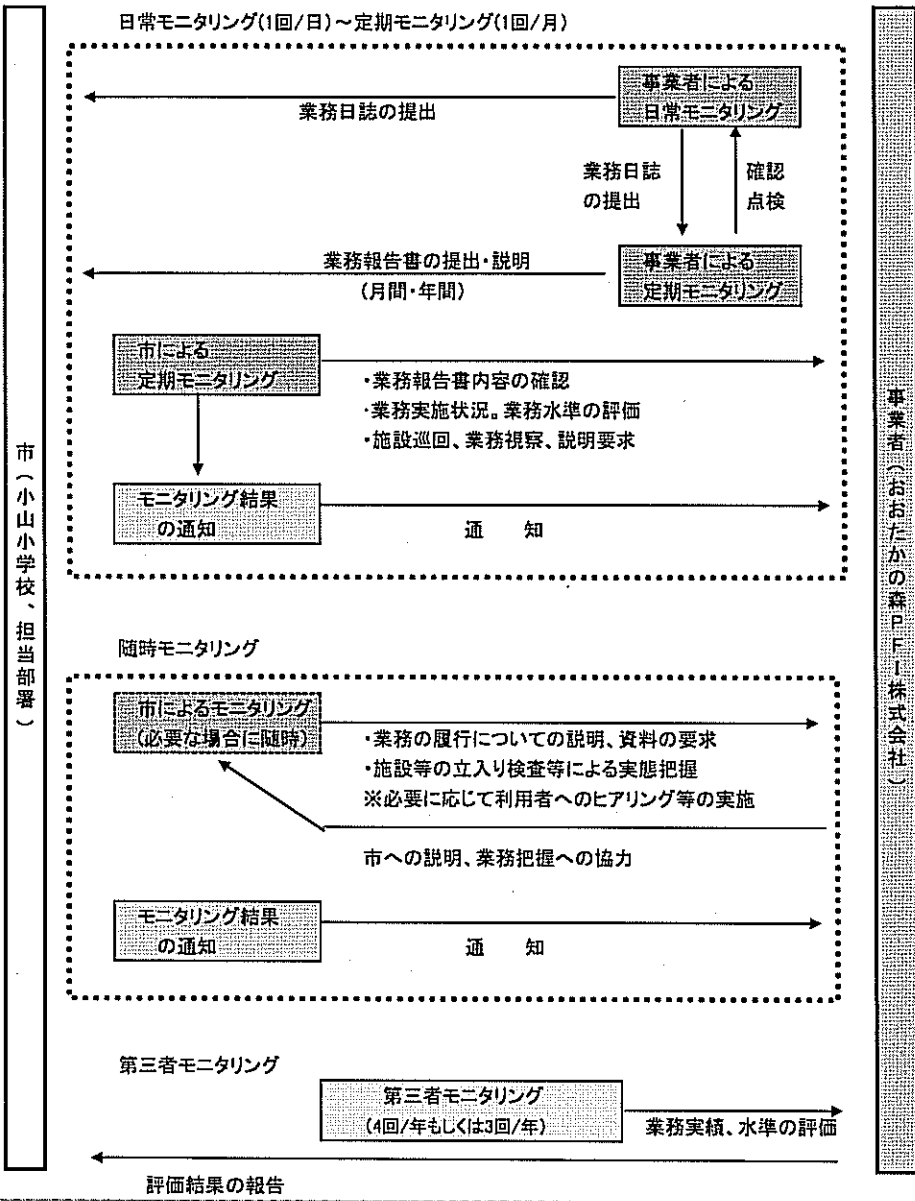 日常モニタリング(1回/日)～定期モニタリング(1回/月)
事業者による
日常モニタリング
業務日誌の提出
業務日誌
の提出
確認
点検
業務報告書の提出・説明
(月間・年間)
事業者による
定期モニタリング
市による
定期モニタリング
・業務報告書内容の確認
・業務実施状況。業務水準の評価
・施設巡回、業務視察、説明要求
モニタリング結果
の通知
通　知
市(小山小学校、担当部署)
事業者(おおたかの森PFI株式会社)
随時モニタリング
市によるモニタリング
(必要な場合に随時)
・業務の履行についての説明、資料の要求
・施設等の立入り検査等による実態把握
※必要に応じて利用者へのヒアリング等の実施
市への説明、業務把握への協力
モニタリング結果
の通知
通　知
第三者モニタリング
第三者モニタリング
(4回/年もしくは3回/年)
業務実績、水準の評価
評価結果の報告